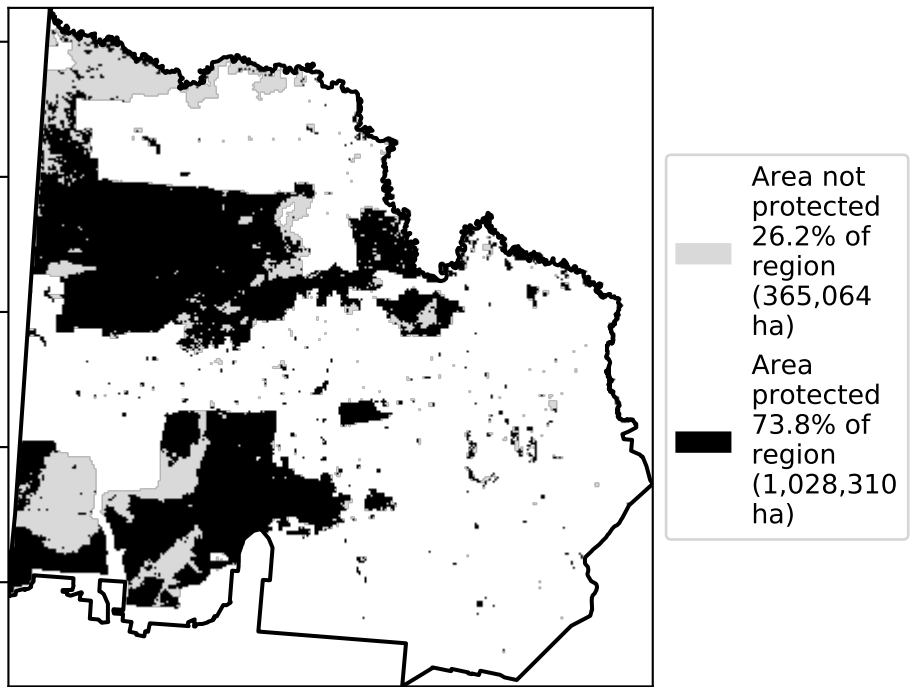 Area not
protected
26.2% of
region
(365,064
ha)
Area
protected
73.8% of
region
(1,028,310
ha)